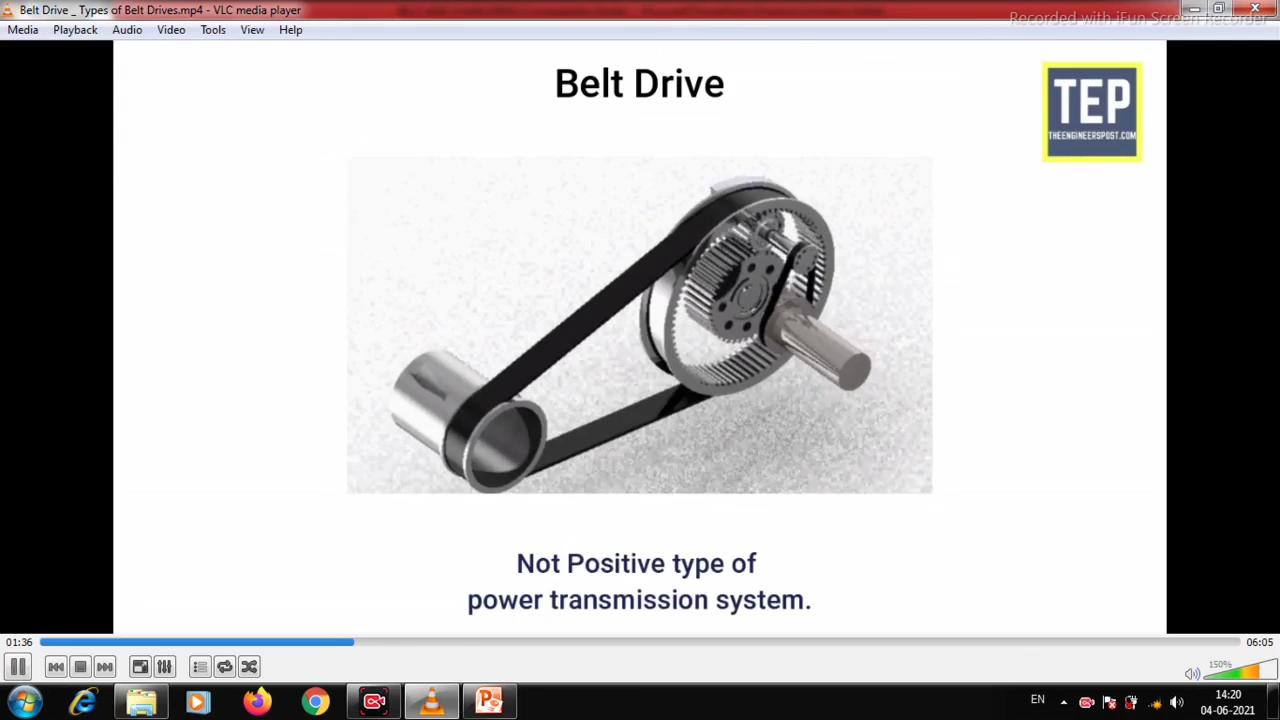 Belt Drive _ Types of Belt Drives.mp4 - VLC media player
Recorded with iFun Screen Recorder
Media Playback Audio Video Tools View Help
Belt Drive
TEP
THEENGINEERSPOST.COM
Not Positive type of
power transmission system.
01:36
06:05
150%
EN
14:20
04-06-2021